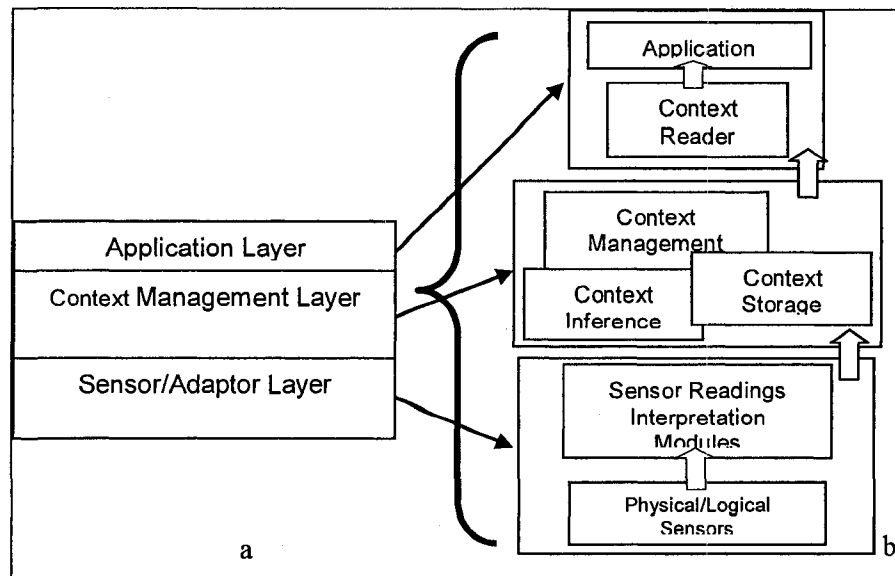 Application Layer
Context Management Layer
Sensor/Adaptor Layer
a
Application
Context
Reader
Context
Management
Context
Inference
Context
Storage
Sensor Readings
Interpretation
Modules
Physical/Logical
Sensors
b